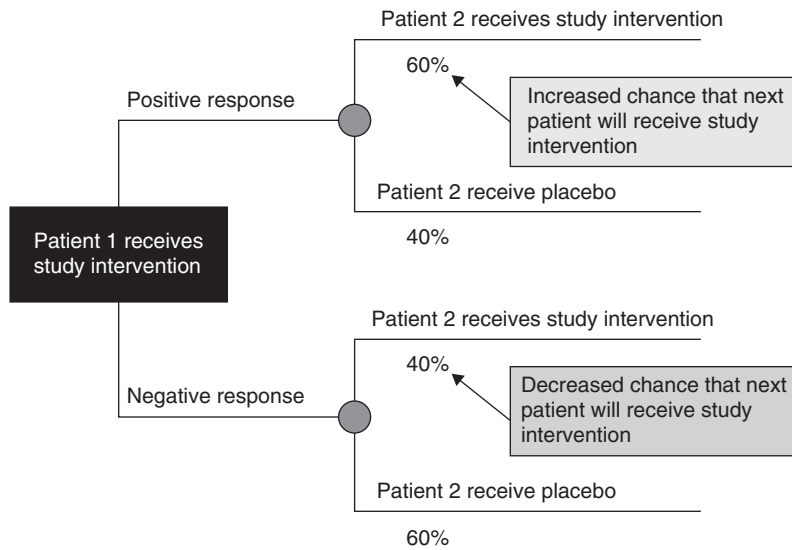 Patient 2 receives study intervention
60%
Increased chance that next
patient will receive study
intervention
Positive response
Patient 2 receive placebo
40%
Patient 1 receives
study intervention
Patient 2 receives study intervention
40%
Decreased chance that next
patient will receive study
intervention
Negative response
Patient 2 receive placebo
60%